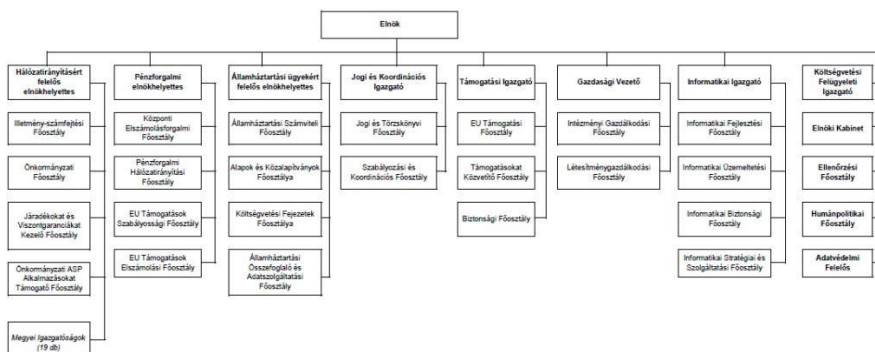 Elnök
Hálózatirányításért
felelős
elnökhelyettes
Illetmény-számfejtési
Főosztály
Önkormányzati
Főosztály
Járadékokat és
Viszontgaranciákat
Kezelő Főosztály
Önkormányzati ASP
Alkalmazásokat
Támogató Főosztály
Megyei Igazgatóságok
(19 db)
Pénzforgalmi
elnökhelyettes
Központi
Elszámolásforgalmi
Főosztály
Pénzforgalmi
Hálózatirányítási
Főosztály
EU Támogatások
Szabályossági Főosztály
EU Támogatások
Elszámolási Főosztály
Államháztartási ügyekért
felelős elnökhelyettes
Államháztartási Számviteli
Főosztály
Alapok és Közalapítványok
Főosztálya
Költségvetési Fejezetek
Főosztálya
Államháztartási
Összefoglaló és
Adatszolgáltatási
Főosztály
Jogi és Koordinációs
Igazgató
Jogi és Törzskönyvi
Főosztály
Szabályozási és
Koordinációs Főosztály
Támogatási Igazgató
EU Támogatási
Főosztály
Támogatásokat
Közvetítő Főosztály
Biztonsági Főosztály
Gazdasági Vezető
Intézményi Gazdálkodási
Főosztály
Létesítménygazdálkodási
Főosztály
Informatikai Igazgató
Informatikai Fejlesztési
Főosztály
Informatikai Üzemeltetési
Főosztály
Informatikai Biztonsági
Főosztály
Informatikai Stratégiai és
Szolgáltatási Főosztály
Költségvetési
Felügyeleti
Igazgató
Elnöki Kabinet
Ellenőrzési
Főosztály
Humánpolitikai
Főosztály
Adatvédelmi
Felelős